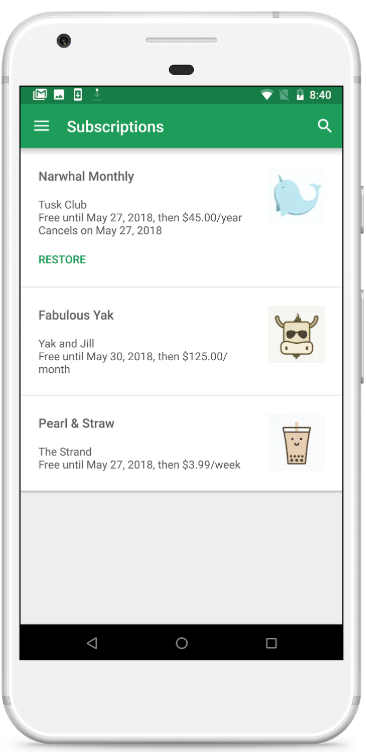 8:40
Subscriptions
Narwhal Monthly
Tusk Club
Free until May 27, 2018, then $45.00/year
Cancels on May 27, 2018
RESTORE
Fabulous Yak
Yak and Jill
Free until May 30, 2018, then $125.00/
month
Pearl & Straw
The Strand
Free until May 27, 2018, then $3.99/week